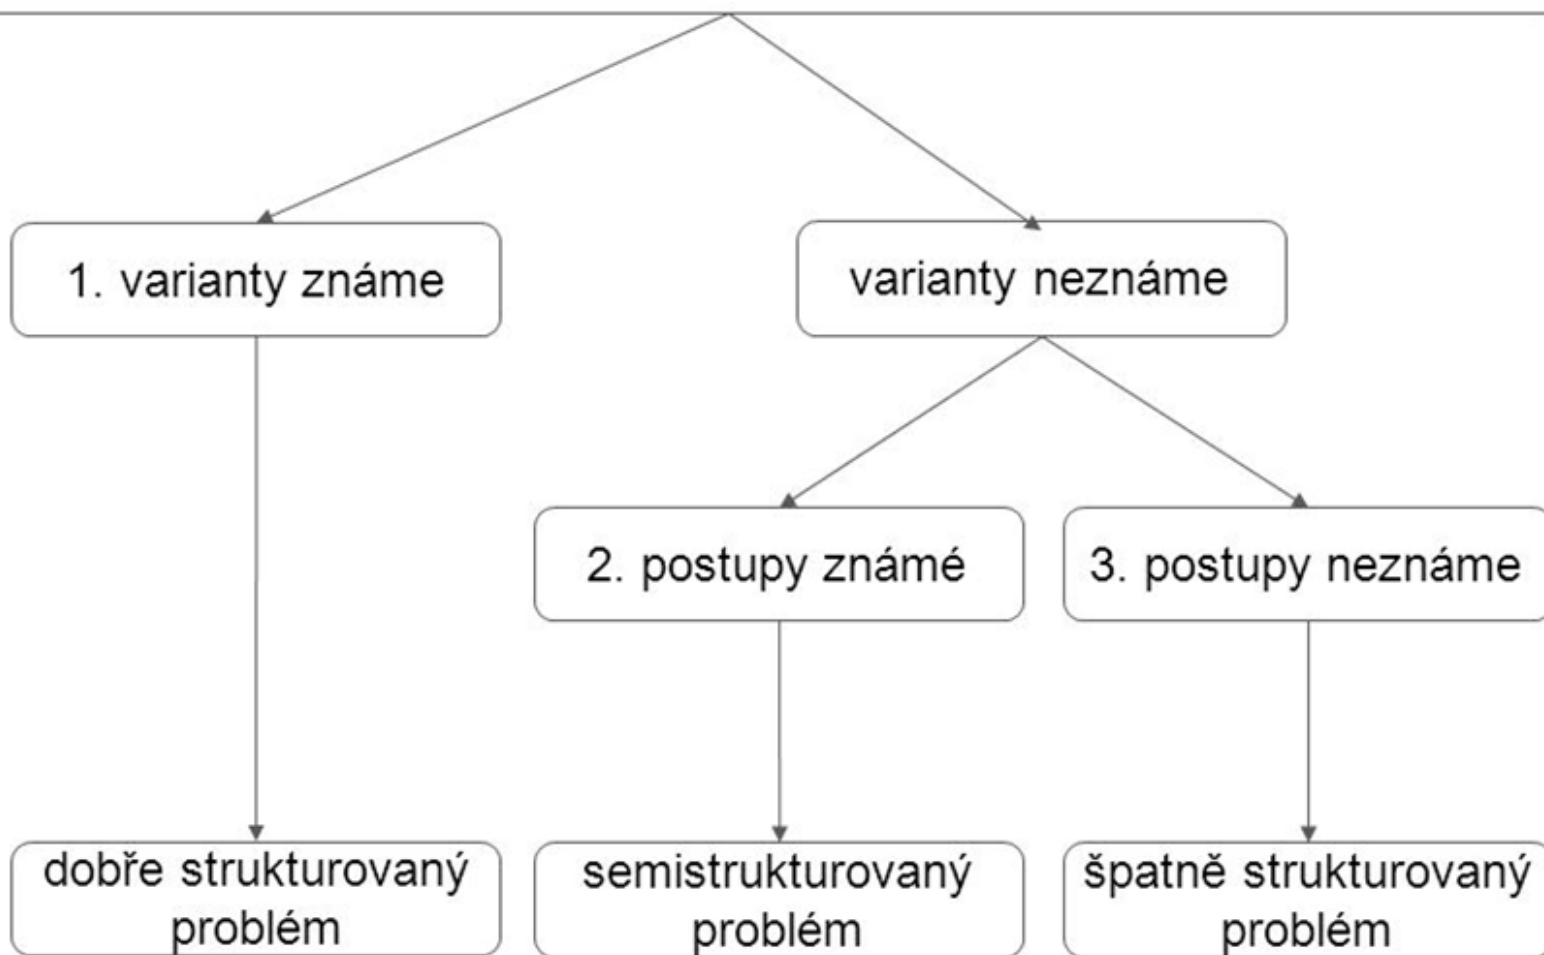 1. varianty známe
varianty neznáme
2. postupy známé
3. postupy neznáme
dobře strukturovaný
problém
semistrukturovaný
problém
špatně strukturovaný
problém